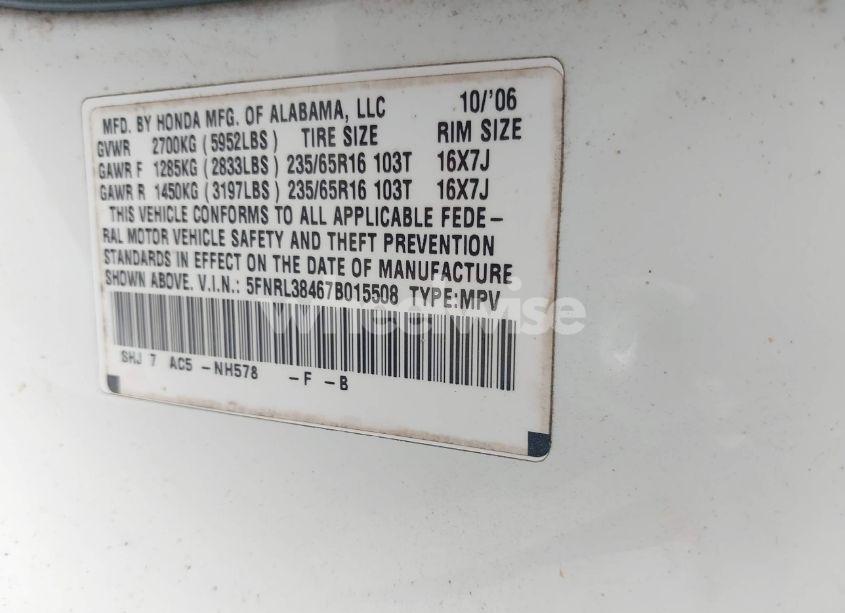 MFD. BY HONDA MFG. OF ALABAMA, LLC 10/'06
GVWR 2700KG (5952LBS) TIRE SIZE RIM SIZE
GAWR F 1285KG (2833LBS) 235/65R16 103T 16X7J
GAWR R 1450KG (3197LBS) 235/65R16 103T 16X7J
THIS VEHICLE CONFORMS TO ALL APPLICABLE FEDE-
RAL MOTOR VEHICLE SAFETY AND THEFT PREVENTION
STANDARDS IN EFFECT ON THE DATE OF MANUFACTURE
SHOWN ABOVE. V.I.N.: 5FNRL38467B015508 TYPE:MPV
wheelwise
SHJ 7 AC5 -NH578 -F -B